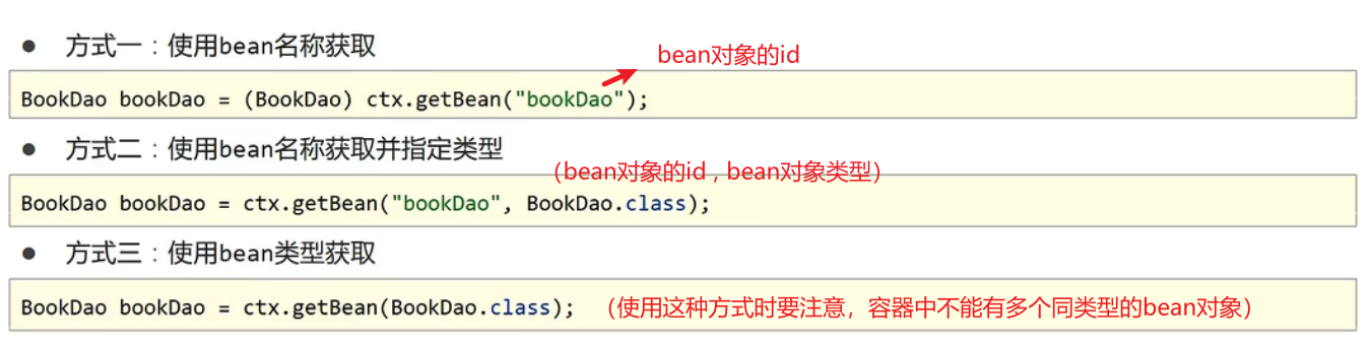 ● 方式一：使用bean名称获取
bean对象的id
BookDao bookDao = (BookDao) ctx.getBean("bookDao");
● 方式二：使用bean名称获取并指定类型
（bean对象的id，bean对象类型）
BookDao bookDao = ctx.getBean("bookDao", BookDao.class);
● 方式三：使用bean类型获取
BookDao bookDao = ctx.getBean(BookDao.class); （使用这种方式时要注意，容器中不能有多个同类型的bean对象）